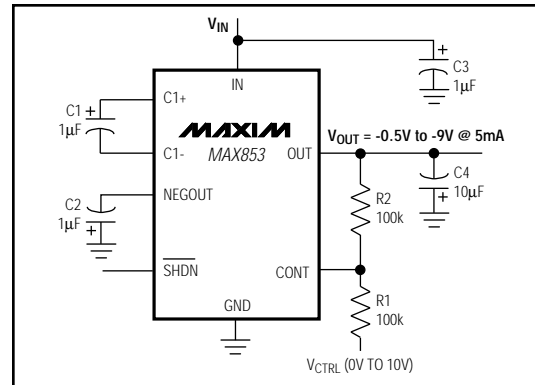 VIN
IN
C1+
C1
1µF
C1-
MAXIM
MAX853
OUT
VOUT = -0.5V to -9V @ 5mA
C3
1µF
C4
10µF
NEGOUT
C2
1µF
R2
100k
SHDN
CONT
R1
100k
GND
VCTRL (0V TO 10V)
+
+
+
+